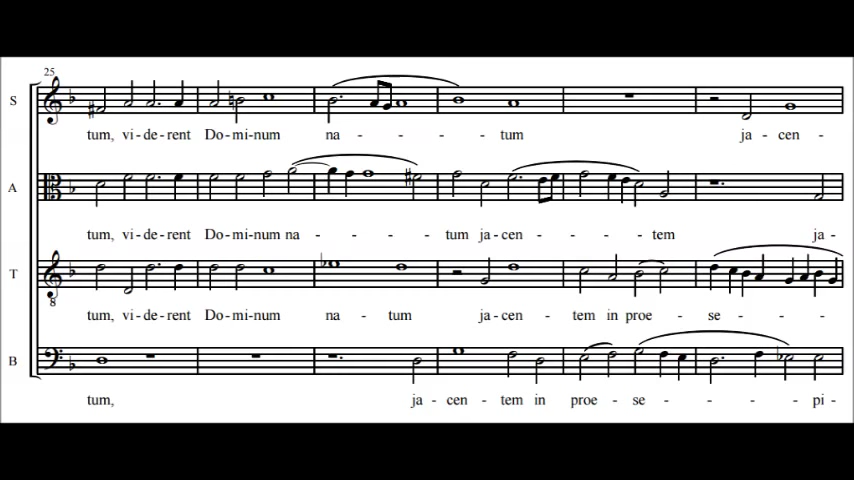 25
S
tum, vi-de-rent Do-mi-num na - - - - tum ja - cen -
A
tum, vi-de-rent Do-mi-num na - - - - tum ja - cen - - - - tem ja -
T
8
tum, vi-de-rent Do-mi-num na - tum ja - cen - tem in proe - se - - - -
B
tum, ja - cen - tem in proe - se - - - - pi -